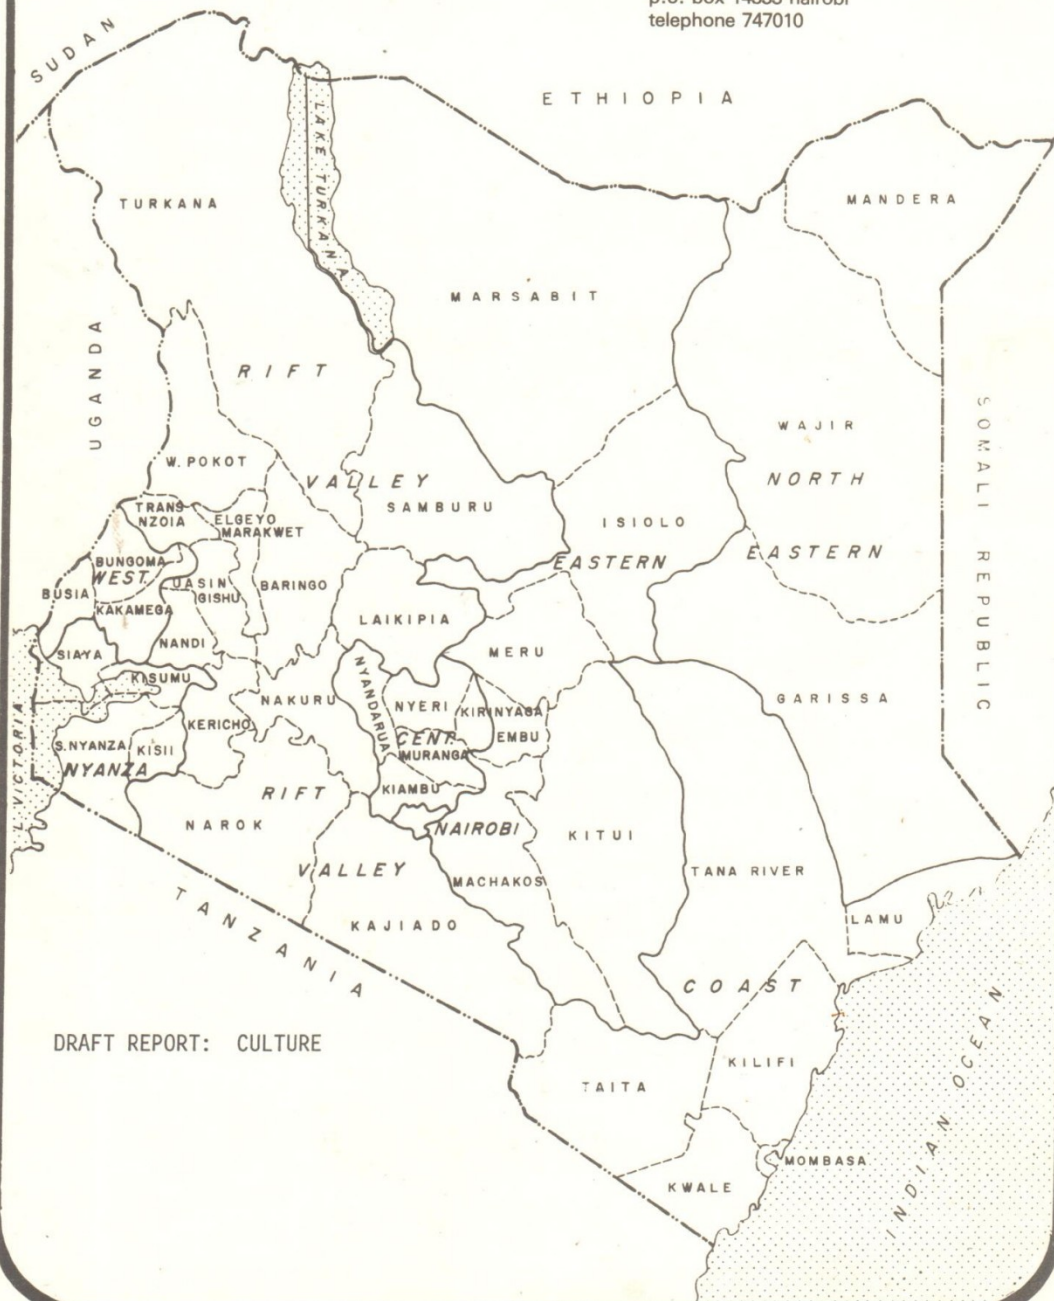 telephone 747010
SUDAN
ETHIOPIA
LAKE TURKANA
TURKANA
MANDERA
MARSABIT
UGANDA
RIFT
SOMALI REPUBLIC
WAJIR
W. POKOT
VALLEY
NORTH
SAMBURU
TRANS
NZOIA
ELGEYO
MARAKWET
ISIOLO
EASTERN
EASTERN
BUNGOMA
WEST.
UASIN
GISHU
BARINGO
BUSIA
KAKAMEGA
LAIKIPIA
NANDI
SIAYA
MERU
KISUMU
NYANDARUA
NAKURU
NYERI
KIRINYAGA
GARISSA
KERICHO
L. VICTORIA
S. NYANZA
KISII
CENT.
EMBU
MURANGA
NYANZA
RIFT
KIAMBU
NAROK
NAIROBI
KITUI
VALLEY
MACHAKOS
TANA RIVER
TANZANIA
KAJIADO
LAMU
COAST
INDIAN OCEAN
DRAFT REPORT: CULTURE
KILIFI
TAITA
MOMBASA
KWALE